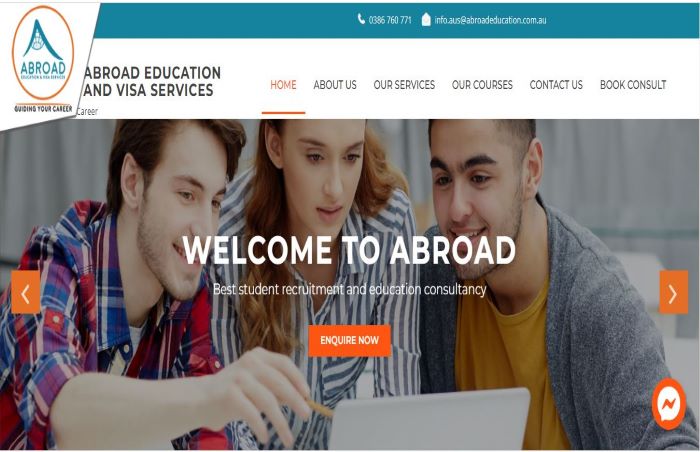 0386 760 771 info.aus@abroadeducation.com.au
ABROAD
EDUCATION & VISA SERVICES
GUIDING YOUR CAREER
ABROAD EDUCATION
AND VISA SERVICES
Career
HOME ABOUT US OUR SERVICES OUR COURSES CONTACT US BOOK CONSULT
WELCOME TO ABROAD
Best student recruitment and education consultancy
ENQUIRE NOW